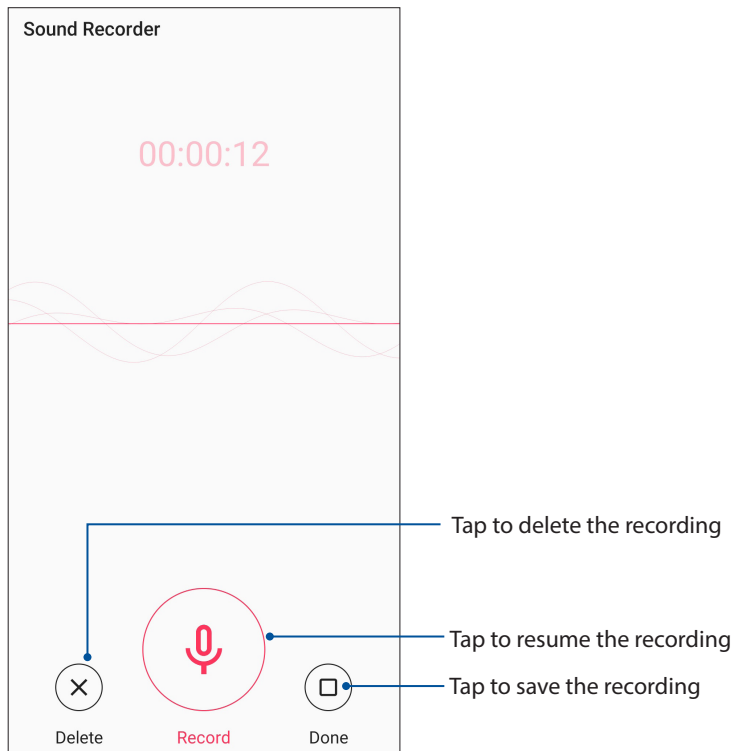 Sound Recorder
00:00:12
Tap to delete the recording
Tap to resume the recording
Tap to save the recording
Delete
Record
Done